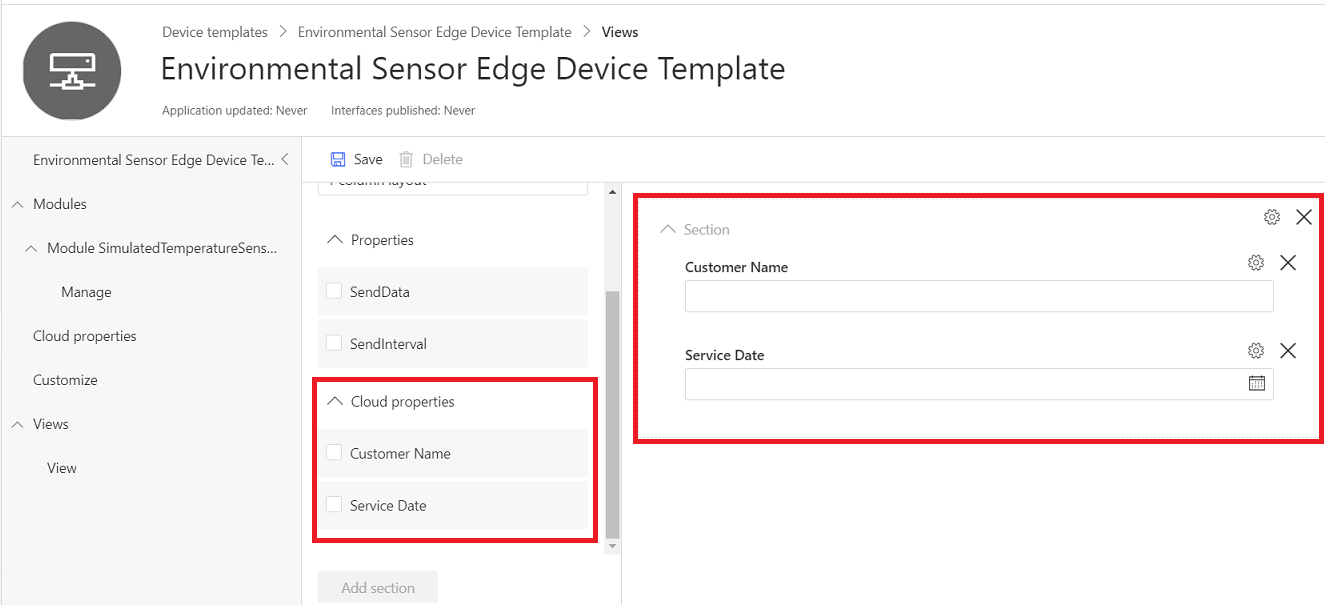 Device templates > Environmental Sensor Edge Device Template > Views
Environmental Sensor Edge Device Template
Application updated: Never Interfaces published: Never
Environmental Sensor Edge Device Te...
Modules
Module SimulatedTemperatureSens...
Manage
Cloud properties
Customize
Views
View
Save Delete
Properties
SendData
SendInterval
Cloud properties
Customer Name
Service Date
Add section
Section
Customer Name
Service Date